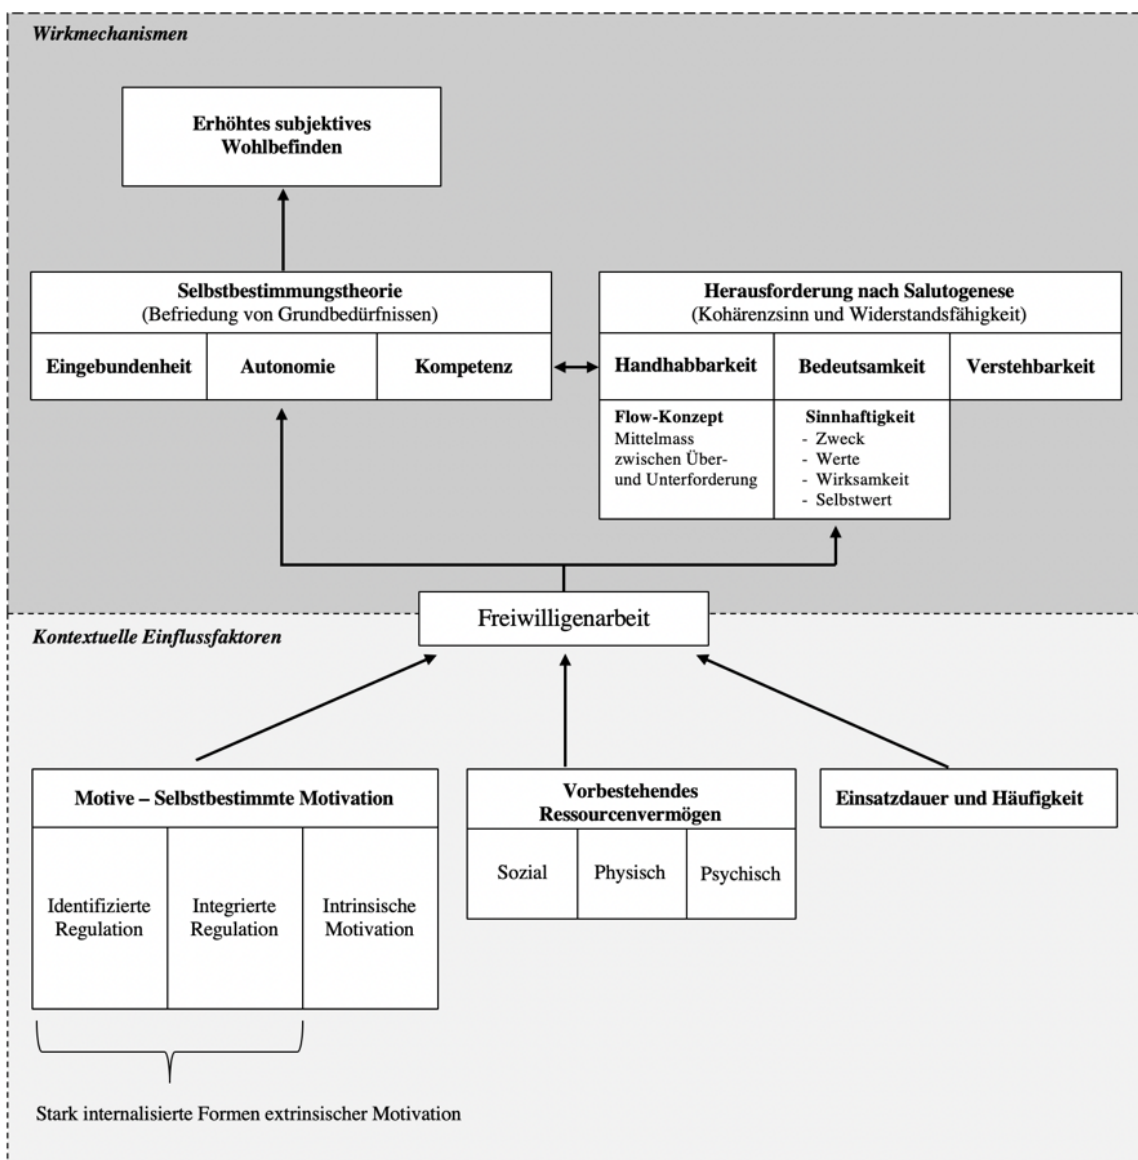 Wirkmechanismen
Erhöhtes subjektives
Wohlbefinden
Selbstbestimmungstheorie
(Befriedung von Grundbedürfnissen)
Eingebundenheit
Autonomie
Kompetenz
Herausforderung nach Salutogenese
(Kohärenzsinn und Widerstandsfähigkeit)
Handhabbarkeit
Bedeutsamkeit
Verstehbarkeit
Flow-Konzept
Mittelmass
zwischen Über-
und Unterforderung
Sinnhaftigkeit
- Zweck
- Werte
- Wirksamkeit
- Selbstwert
Freiwilligenarbeit
Kontextuelle Einflussfaktoren
Motive – Selbstbestimmte Motivation
Identifizierte
Regulation
Integrierte
Regulation
Intrinsische
Motivation
Vorbestehendes
Ressourcenvermögen
Sozial
Physisch
Psychisch
Einsatzdauer und Häufigkeit
Stark internalisierte Formen extrinsischer Motivation